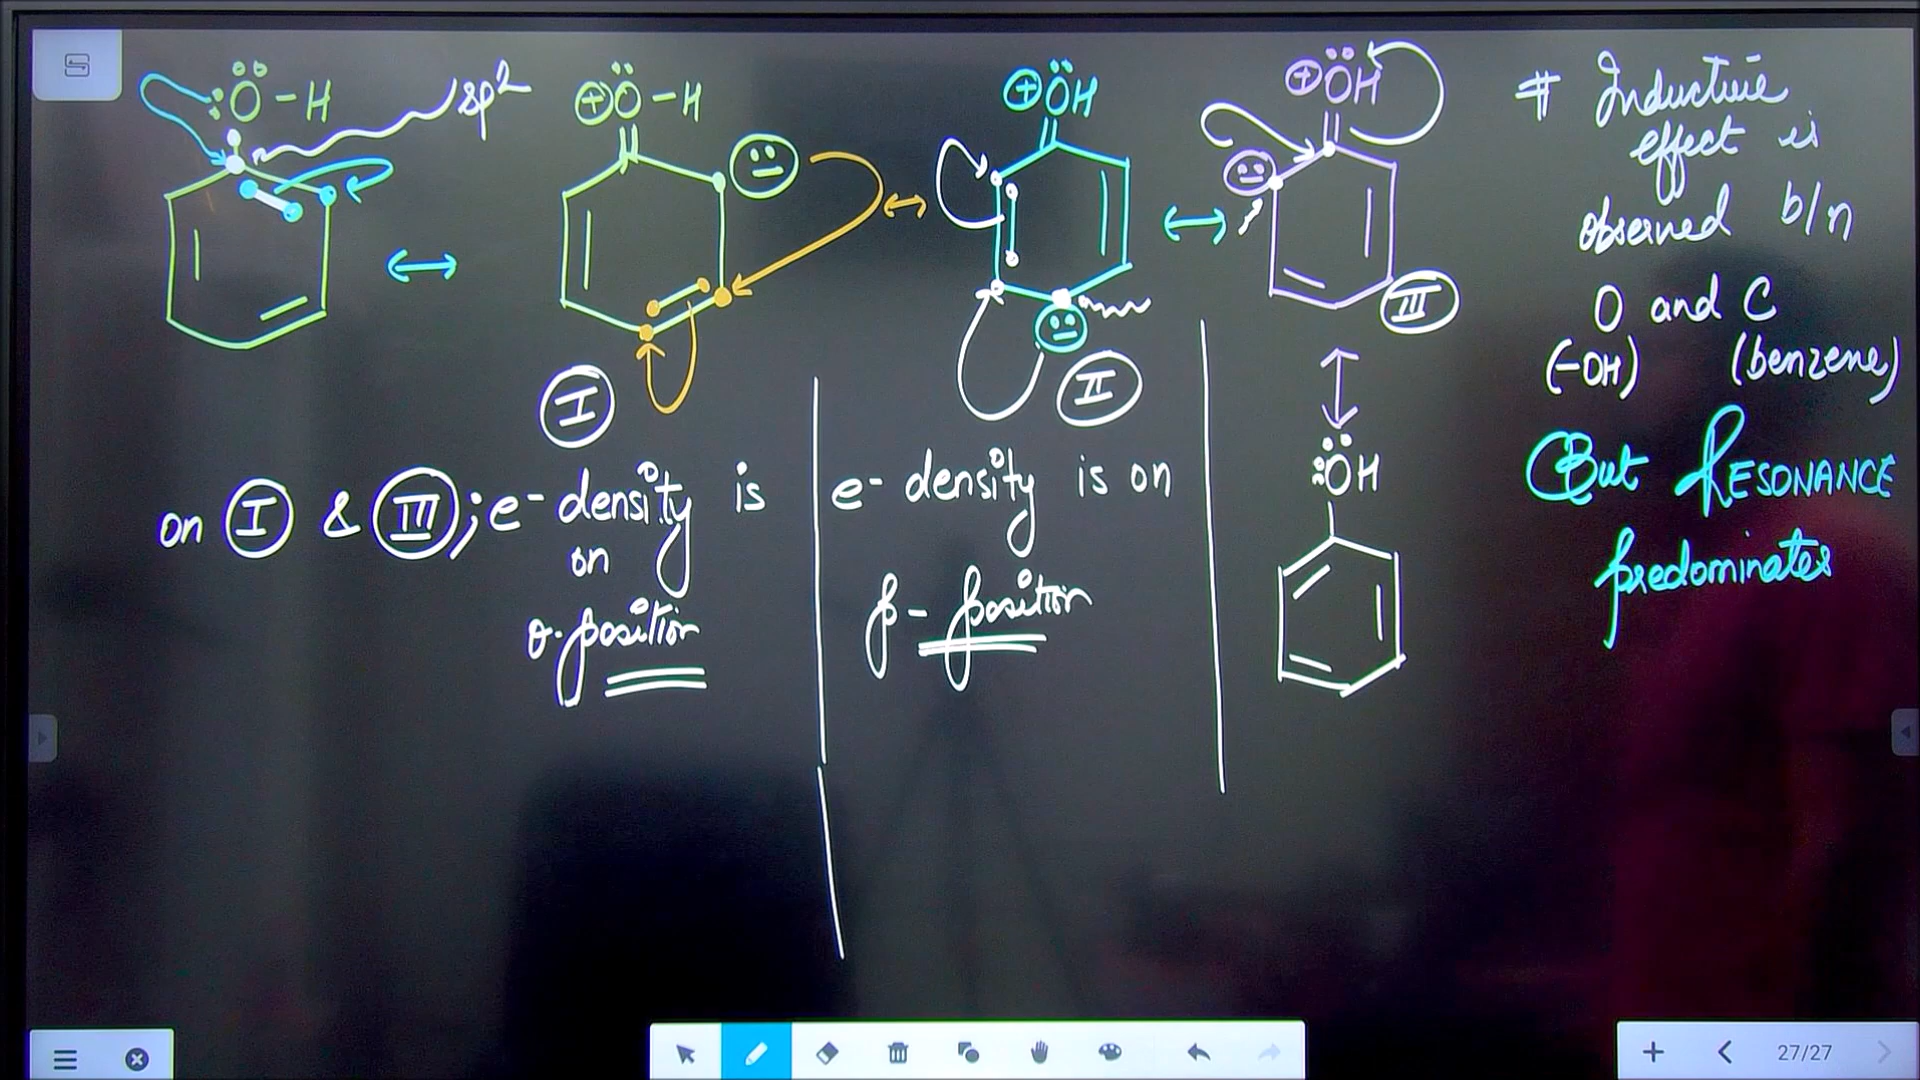 :Ö-H
sp²
⊕Ö-H
⊕ÖH
⊕ÖH
I
II
III
on I & III; e⁻ density is
on
o-position
e⁻ density is on
p-position
:ÖH
# Inductive
effect is
observed b/n
O and C
(-OH) (benzene)
But RESONANCE
predominates
27/27